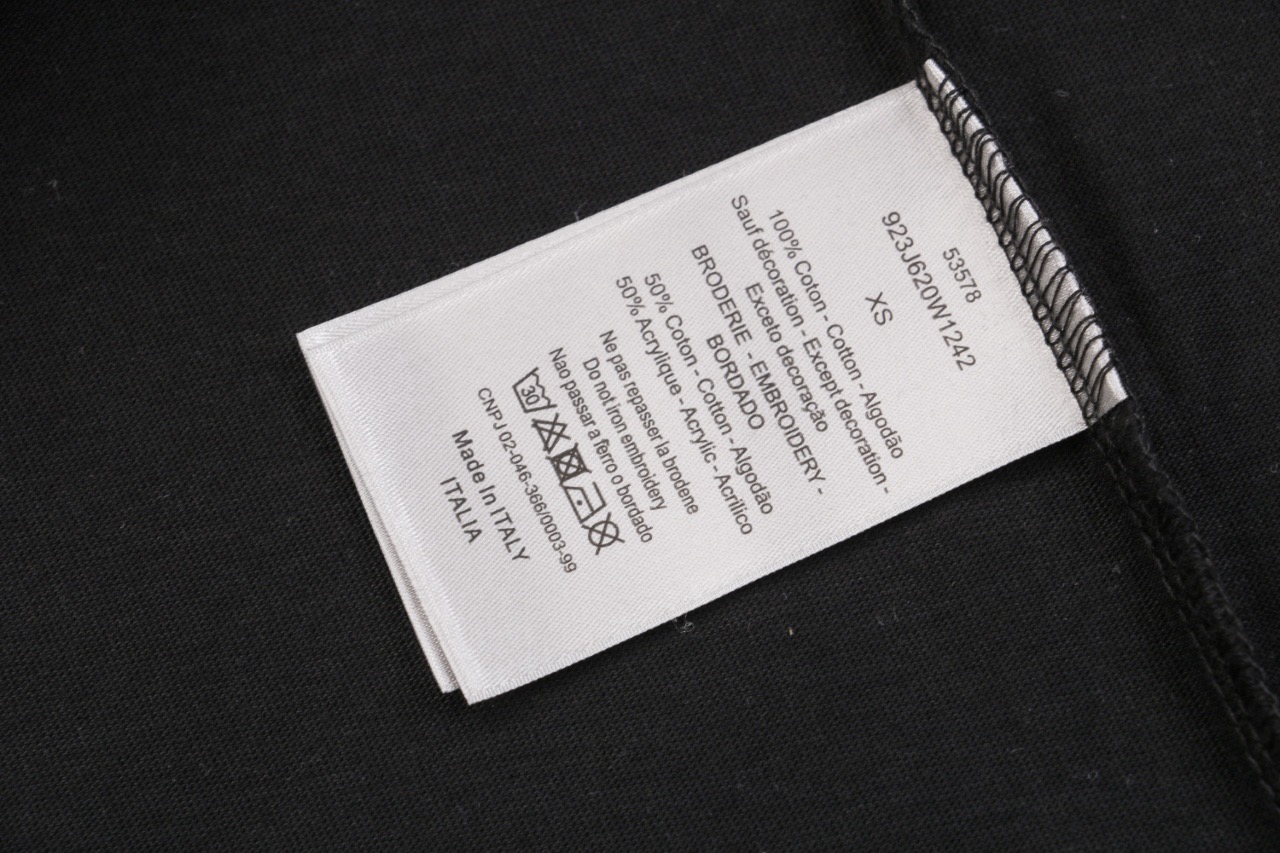 53578
923J620W1242
XS
100% Coton - Cotton - Algodão
Sauf décoration - Except decoration -
Exceto decoração
BRODERIE - EMBROIDERY -
BORDADO
50% Coton - Cotton - Algodão
50% Acrylique - Acrylic - Acrílico
Ne pas repasser la brodene
Do not iron embroidery
Nao passar a ferro o bordado
30
CNPJ 02-046-366/0003-99
Made In ITALY
ITALIA